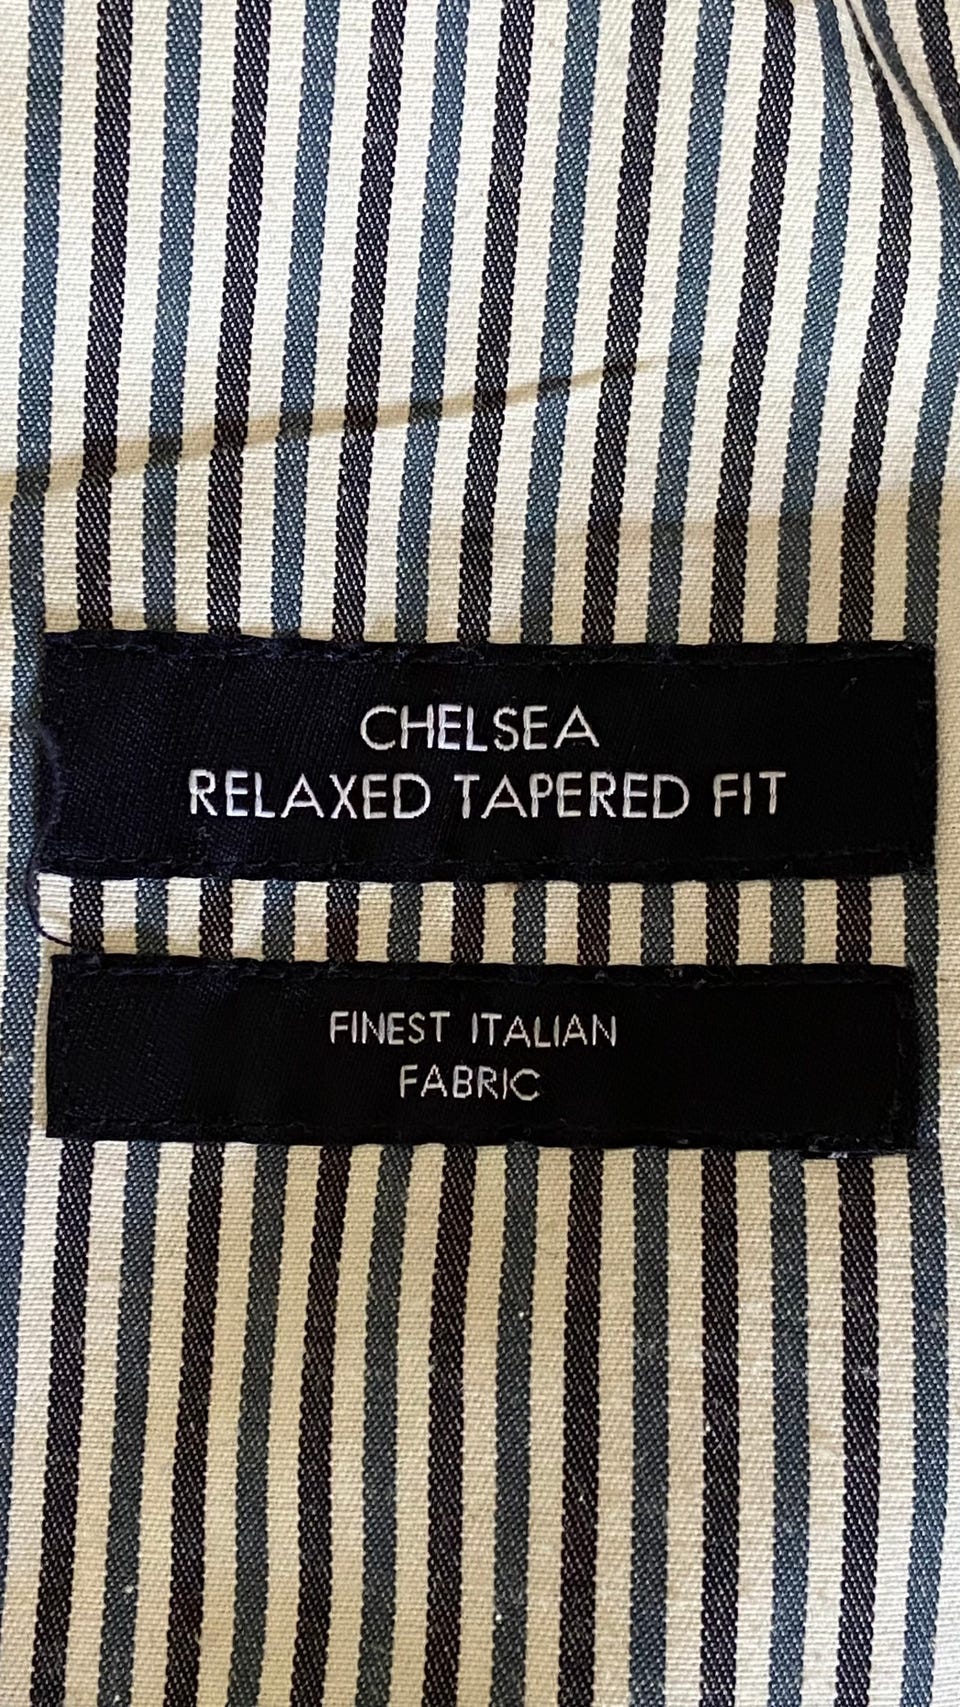 CHELSEA
RELAXED TAPERED FIT
FINEST ITALIAN
FABRIC